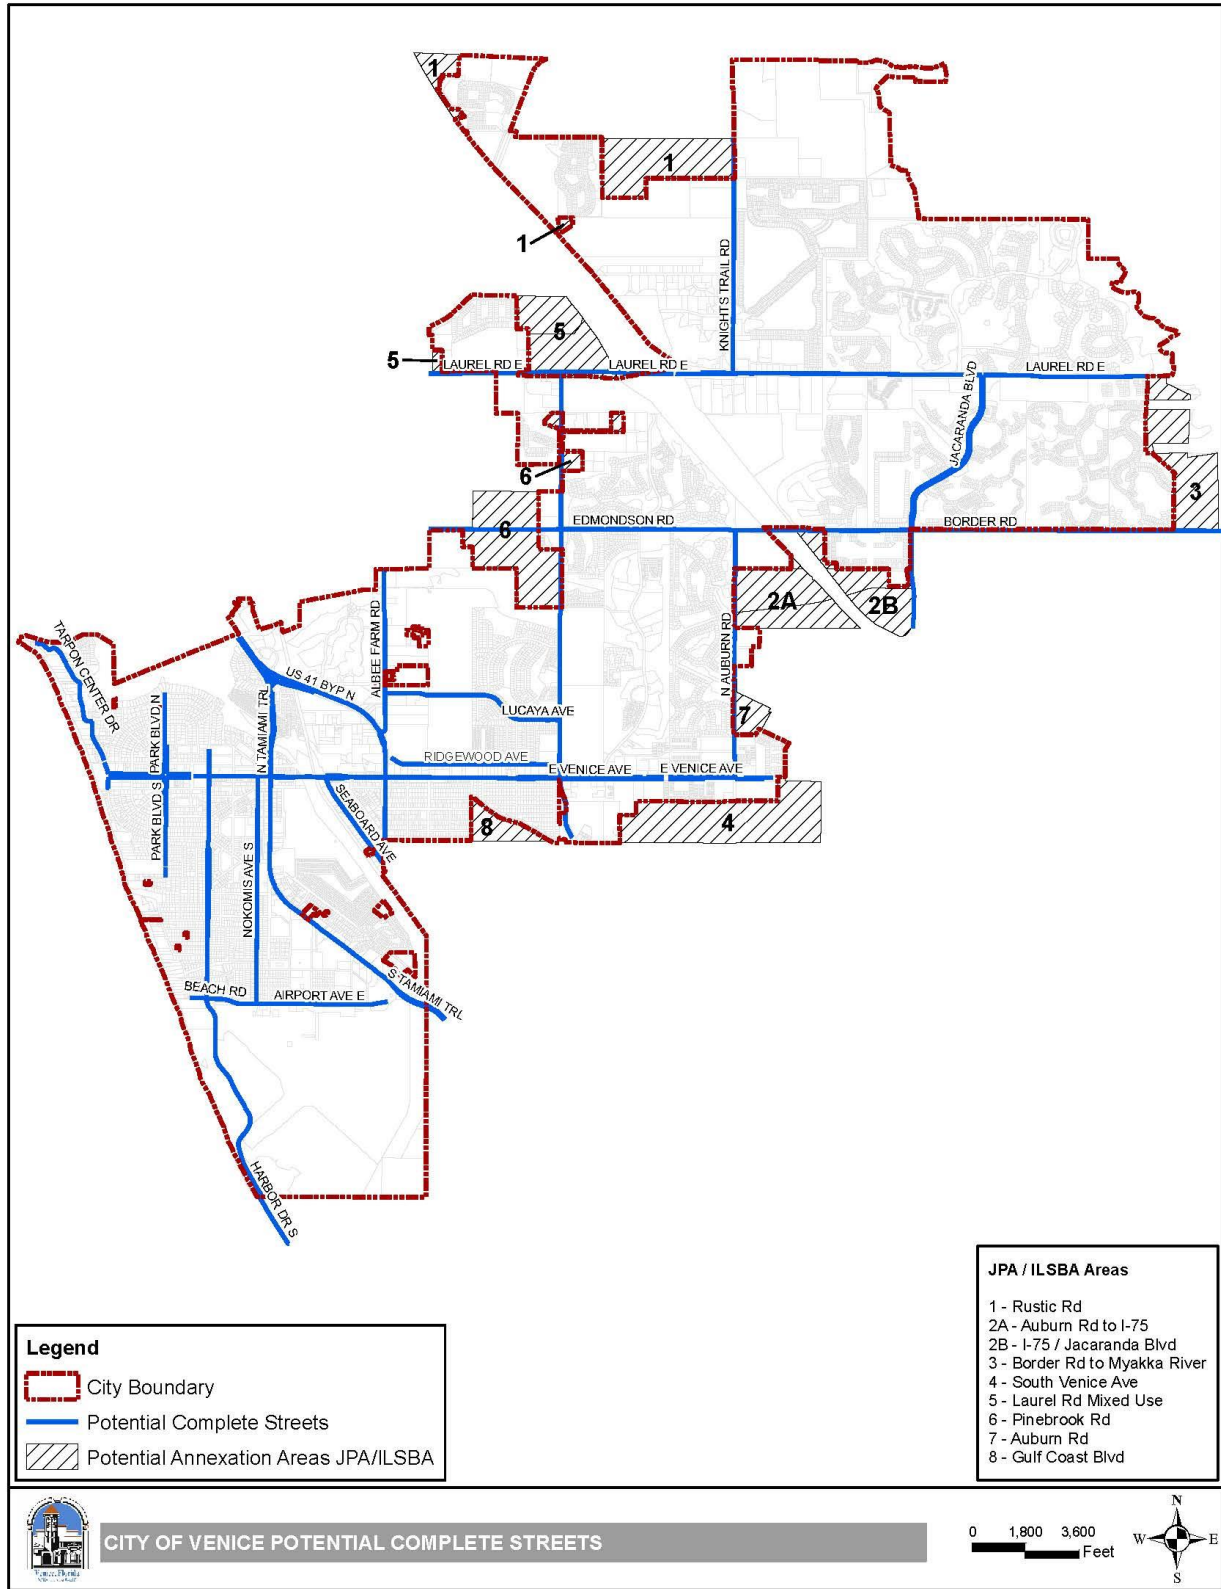 1
1
1
KNIGHTS TRAIL RD
5
5
LAUREL RD E
LAUREL RD E
LAUREL RD E
JACARANDA BLVD
6
3
6
EDMONDSON RD
BORDER RD
2A
2B
ALBEE FARM RD
N AUBURN RD
TARPON CENTER DR
US 41 BYP N
PARK BLVD N
N TAMIAMI TRL
LUCAYA AVE
7
RIDGEWOOD AVE
E VENICE AVE
E VENICE AVE
PARK BLVD S
SEABOARD AVE
8
4
NOKOMIS AVE S
BEACH RD
AIRPORT AVE E
S TAMIAMI TRL
HARBOR DR S
JPA / ILSBA Areas
1 - Rustic Rd
2A - Auburn Rd to I-75
2B - I-75 / Jacaranda Blvd
3 - Border Rd to Myakka River
4 - South Venice Ave
5 - Laurel Rd Mixed Use
6 - Pinebrook Rd
7 - Auburn Rd
8 - Gulf Coast Blvd
Legend
City Boundary
Potential Complete Streets
Potential Annexation Areas JPA/ILSBA
Venice, Florida
CITY OF VENICE POTENTIAL COMPLETE STREETS
0 1,800 3,600
Feet
N
W E
S